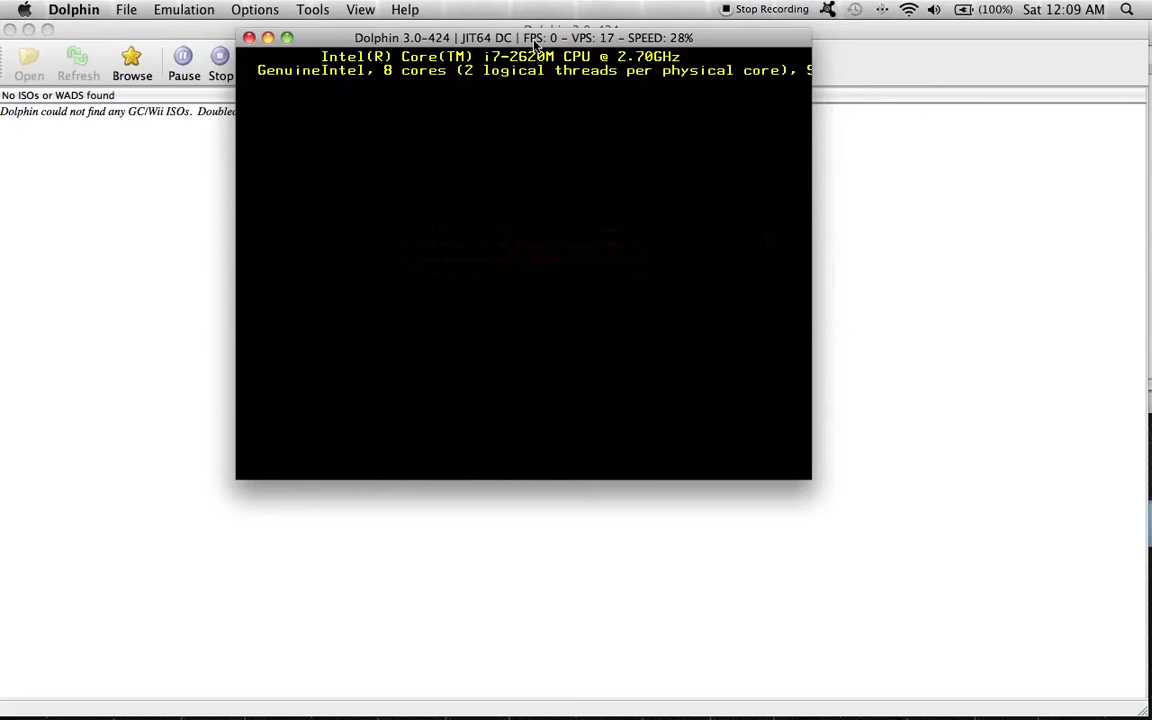 Dolphin File Emulation Options Tools View Help Stop Recording (100%) Sat 12:09 AM
Dolphin 3.0-424 | JIT64 DC | FPS: 0 - VPS: 17 - SPEED: 28%
Intel(R) Core(TM) i7-2620M CPU @ 2.70GHz
GenuineIntel, 8 cores (2 logical threads per physical core), S
Open Refresh Browse Pause Stop
No ISOs or WADS found
Dolphin could not find any GC/Wii ISOs. Doubled